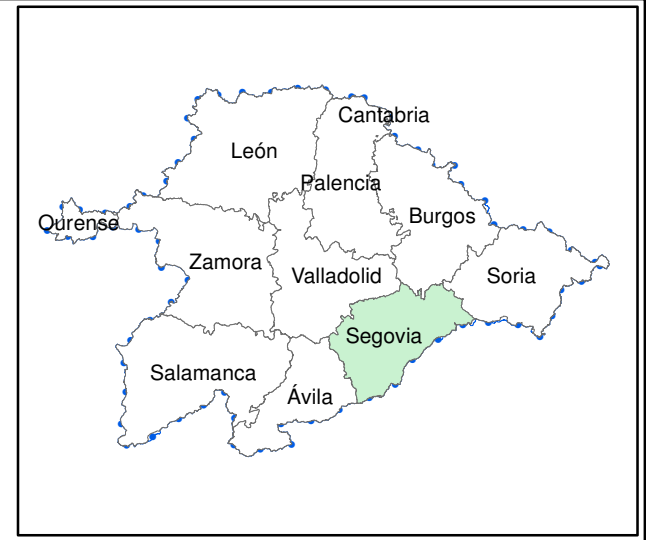 Cantabria
León
Palencia
Burgos
Ourense
Zamora
Valladolid
Soria
Segovia
Salamanca
Ávila